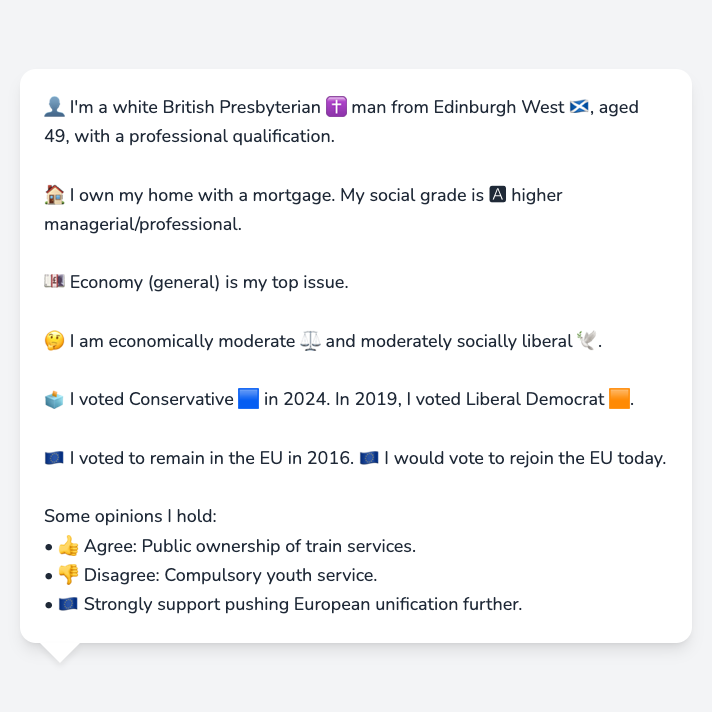 👤 I'm a white British Presbyterian ✝️ man from Edinburgh West 🏴󠁧󠁢󠁳󠁣󠁴󠁿, aged
49, with a professional qualification.
🏠 I own my home with a mortgage. My social grade is 🅰 higher
managerial/professional.
💷 Economy (general) is my top issue.
🤔 I am economically moderate ⚖️ and moderately socially liberal 🕊️.
🗳️ I voted Conservative 🟦 in 2024. In 2019, I voted Liberal Democrat 🟧.
🇪🇺 I voted to remain in the EU in 2016. 🇪🇺 I would vote to rejoin the EU today.
Some opinions I hold:
• 👍 Agree: Public ownership of train services.
• 👎 Disagree: Compulsory youth service.
• 🇪🇺 Strongly support pushing European unification further.